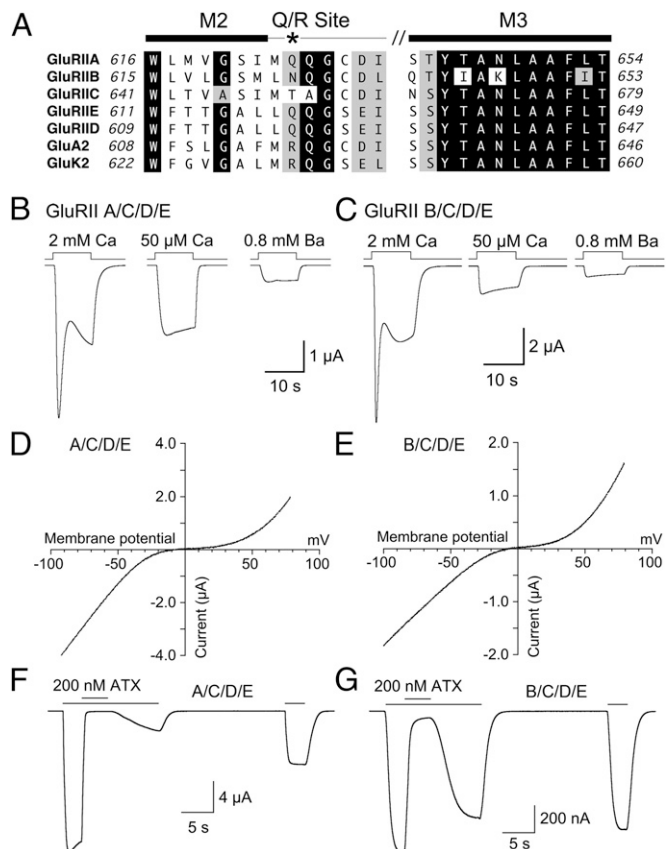 A
M2 Q/R Site M3
* //
GluRIIA 616 W L M V G S I M Q Q G C D I S T Y T A N L A A F L T 654
GluRIIB 615 W L V L G S M L N Q G C D I Q T Y I A K L A A F I T 653
GluRIIC 641 W L T V A S I M T A G C D I N S Y T A N L A A F L T 679
GluRIIE 611 W F T T G A L L Q Q G S E I S S Y T A N L A A F L T 649
GluRIID 609 W F T T G A L L Q Q G S E I S S Y T A N L A A F L T 647
GluA2 608 W F S L G A F M R Q G C D I S S Y T A N L A A F L T 646
GluK2 622 W F G V G A L M R Q G S E L S S Y T A N L A A F L T 660
B GluRII A/C/D/E
2 mM Ca 50 µM Ca 0.8 mM Ba
1 µA
10 s
C GluRII B/C/D/E
2 mM Ca 50 µM Ca 0.8 mM Ba
2 µA
10 s
D A/C/D/E
4.0
2.0
Membrane potential mV
-100 -50 50 100
-2.0
-4.0
Current (µA)
E B/C/D/E
2.0
1.0
Membrane potential mV
-100 -50 50 100
-1.0
-2.0
Current (µA)
F
200 nM ATX A/C/D/E
4 µA
5 s
G
200 nM ATX B/C/D/E
200 nA
5 s